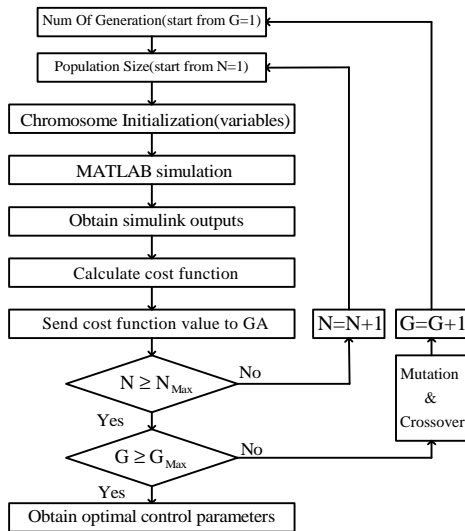 Num Of Generation(start from G=1)
Population Size(start from N=1)
Chromosome Initialization(variables)
MATLAB simulation
Obtain simulink outputs
Calculate cost function
Send cost function value to GA
N=N+1
G=G+1
N ≥ N_Max
No
Mutation
&
Crossover
Yes
G ≥ G_Max
No
Yes
Obtain optimal control parameters